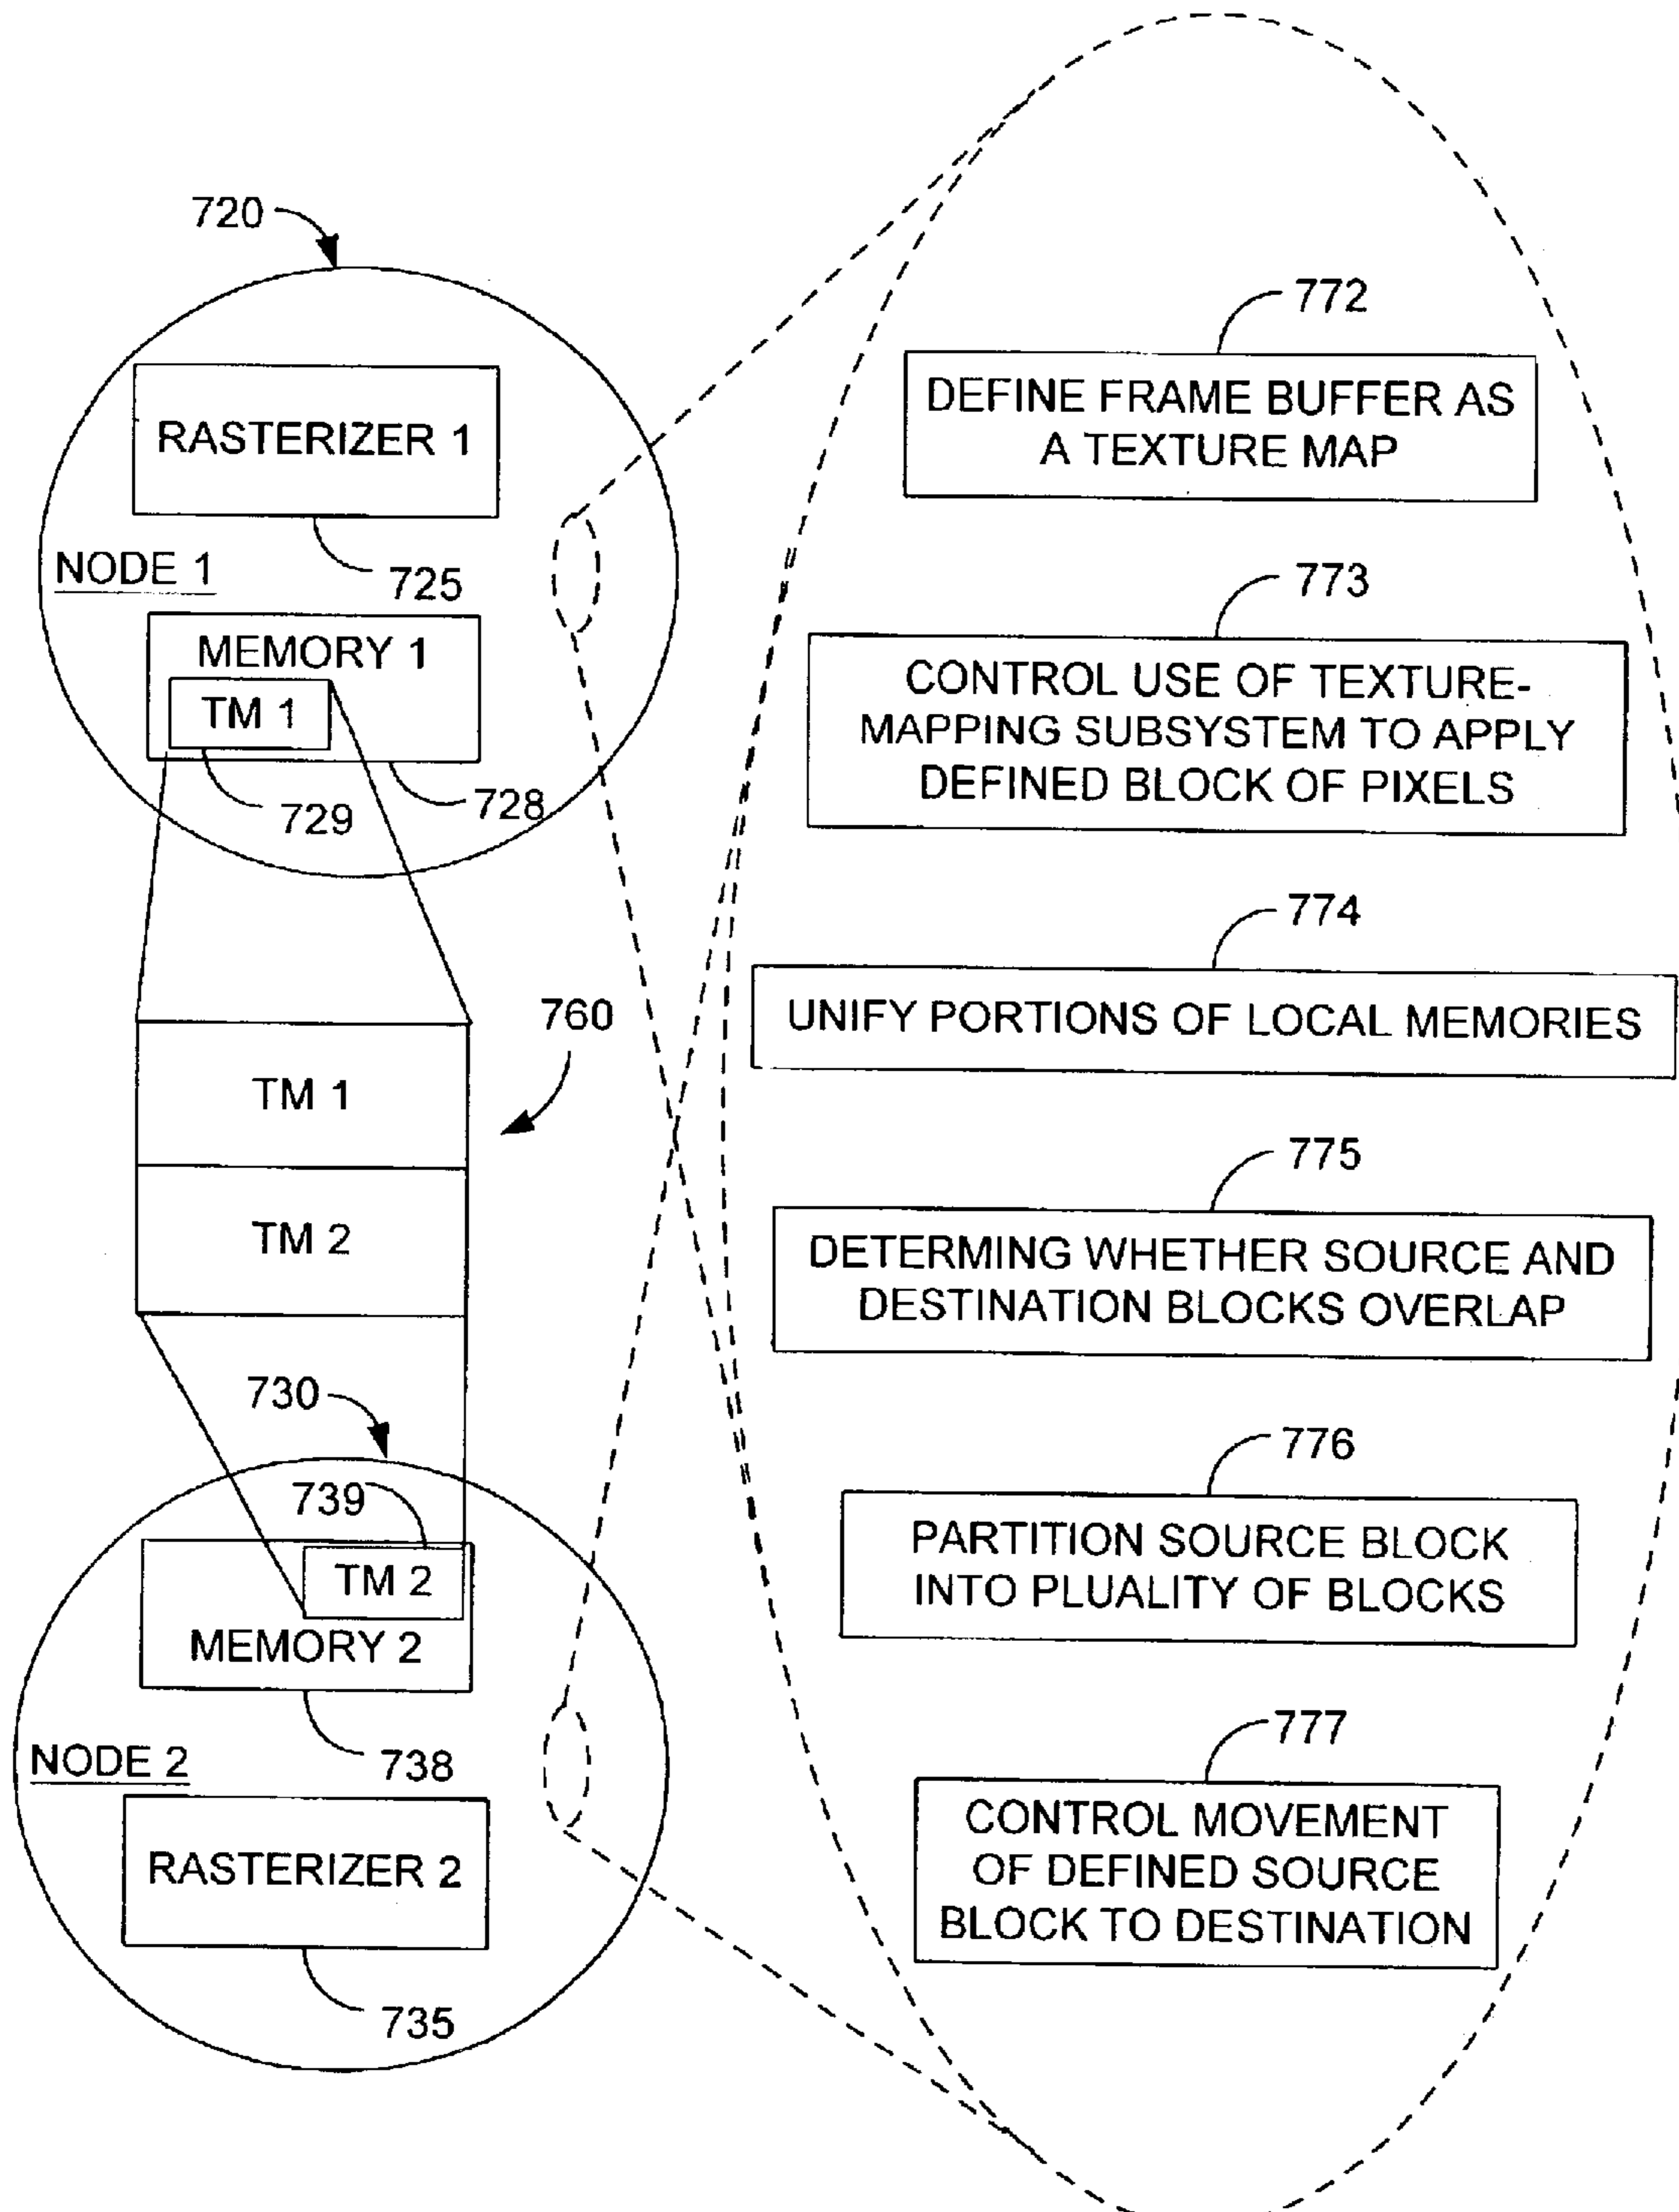 720
RASTERIZER 1
NODE 1
725
MEMORY 1
TM 1
729
728
TM 1
760
TM 2
730
739
TM 2
MEMORY 2
NODE 2
738
RASTERIZER 2
735
772
DEFINE FRAME BUFFER AS
A TEXTURE MAP
773
CONTROL USE OF TEXTURE-
MAPPING SUBSYSTEM TO APPLY
DEFINED BLOCK OF PIXELS
774
UNIFY PORTIONS OF LOCAL MEMORIES
775
DETERMING WHETHER SOURCE AND
DESTINATION BLOCKS OVERLAP
776
PARTITION SOURCE BLOCK
INTO PLUALITY OF BLOCKS
777
CONTROL MOVEMENT
OF DEFINED SOURCE
BLOCK TO DESTINATION